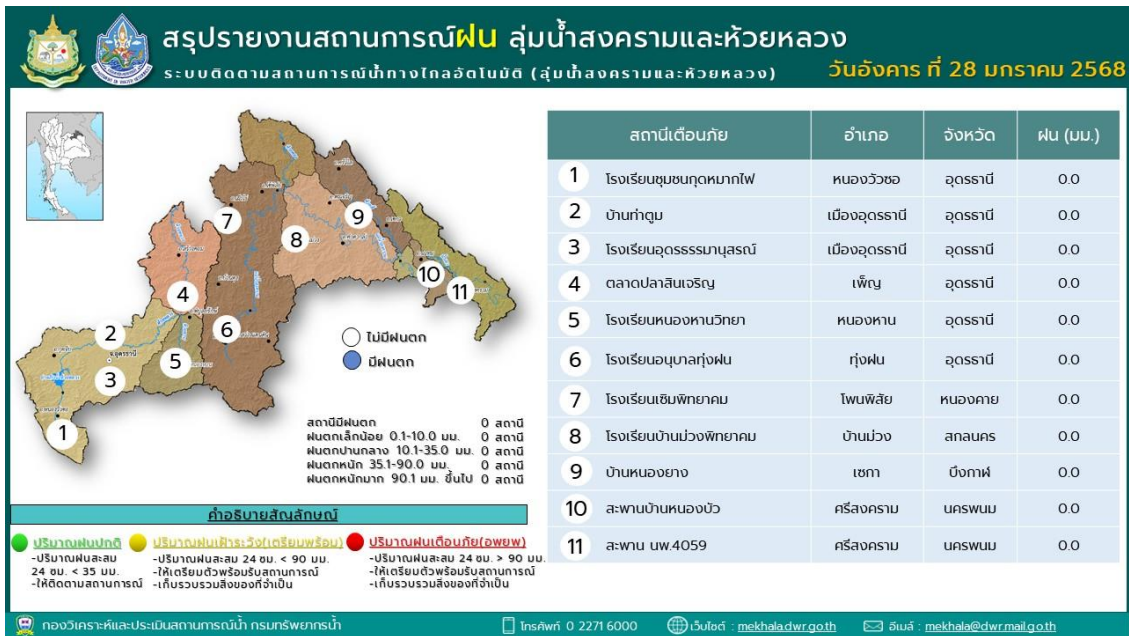 สรุปรายงานสถานการณ์ฝน ลุ่มน้ำสงครามและห้วยหลวง
ระบบติดตามสถานการณ์น้ำทางไกลอัตโนมัติ (ลุ่มน้ำสงครามและห้วยหลวง)
วันอังคาร ที่ 28 มกราคม 2568
สถานีเตือนภัย อำเภอ จังหวัด ฝน (มม.)
1 โรงเรียนชุมชนกุดหมากไฟ หนองวัวซอ อุดรธานี 0.0
2 บ้านท่าตูม เมืองอุดรธานี อุดรธานี 0.0
3 โรงเรียนอุดรธรรมานุสรณ์ เมืองอุดรธานี อุดรธานี 0.0
4 ตลาดปลาสินเจริญ เพ็ญ อุดรธานี 0.0
5 โรงเรียนหนองหานวิทยา หนองหาน อุดรธานี 0.0
6 โรงเรียนอนุบาลทุ่งฝน ทุ่งฝน อุดรธานี 0.0
7 โรงเรียนเซิมพิทยาคม โพนพิสัย หนองคาย 0.0
8 โรงเรียนบ้านม่วงพิทยาคม บ้านม่วง สกลนคร 0.0
9 บ้านหนองยาง เซกา บึงกาฬ 0.0
10 สะพานบ้านหนองบัว ศรีสงคราม นครพนม 0.0
11 สะพาน นพ.4059 ศรีสงคราม นครพนม 0.0
7
9
8
10
11
4
6
2
5
3
1
จ.อุดรธานี
ไม่มีฝนตก
มีฝนตก
สถานีมีฝนตก 0 สถานี
ฝนตกเล็กน้อย 0.1-10.0 มม. 0 สถานี
ฝนตกปานกลาง 10.1-35.0 มม. 0 สถานี
ฝนตกหนัก 35.1-90.0 มม. 0 สถานี
ฝนตกหนักมาก 90.1 มม. ขึ้นไป 0 สถานี
คำอธิบายสัญลักษณ์
ปริมาณฝนปกติ
-ปริมาณฝนสะสม
24 ชม. < 35 มม.
-ให้ติดตามสถานการณ์
ปริมาณฝนเฝ้าระวัง(เตรียมพร้อม)
-ปริมาณฝนสะสม 24 ชม. < 90 มม.
-ให้เตรียมตัวพร้อมรับสถานการณ์
-เก็บรวบรวมสิ่งของที่จำเป็น
ปริมาณฝนเตือนภัย(อพยพ)
-ปริมาณฝนสะสม 24 ชม. > 90 มม.
-ให้เตรียมตัวพร้อมรับสถานการณ์
-เก็บรวบรวมสิ่งของที่จำเป็น
กองวิเคราะห์และประเมินสถานการณ์น้ำ กรมทรัพยากรน้ำ
โทรศัพท์ 0 2271 6000
เว็บไซต์ : mekhala.dwr.go.th
อีเมล์ : mekhala@dwr.mail.go.th